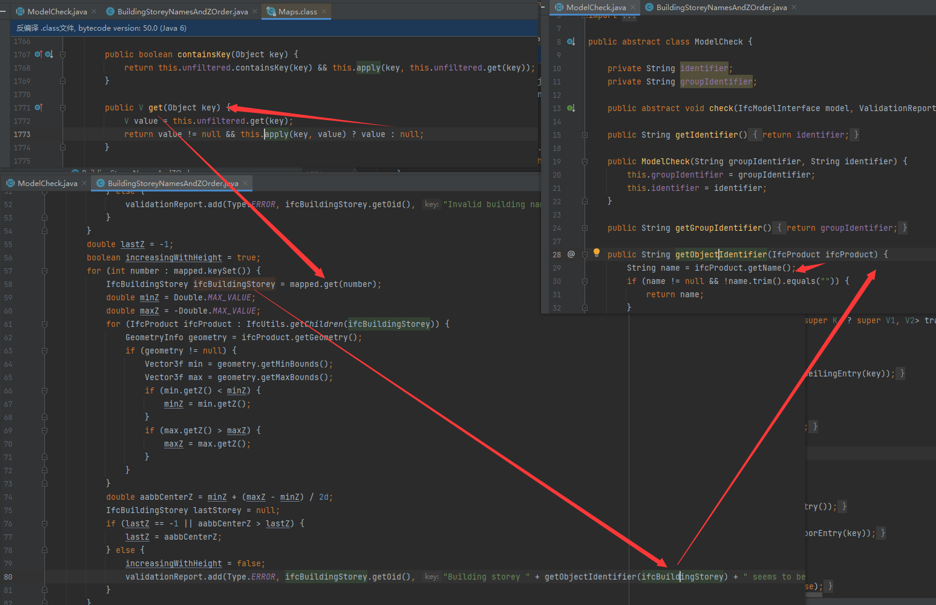 ModelCheck.java
BuildingStoreyNamesAndZOrder.java
Maps.class
反编译 .class文件, bytecode version: 50.0 (Java 6)
1766
1767 public boolean containsKey(Object key) {
1768 return this.unfiltered.containsKey(key) && this.apply(key, this.unfiltered.get(key));
1769 }
1770
1771 public V get(Object key) {
1772 V value = this.unfiltered.get(key);
1773 return value != null && this.apply(key, value) ? value : null;
1774 }
1775
ModelCheck.java
BuildingStoreyNamesAndZOrder.java
import ...
7
8 public abstract class ModelCheck {
9
10 private String identifier;
11 private String groupIdentifier;
12
13 public abstract void check(IfcModelInterface model, ValidationReport
14
15 public String getIdentifier() { return identifier; }
18
19 public ModelCheck(String groupIdentifier, String identifier) {
20 this.groupIdentifier = groupIdentifier;
21 this.identifier = identifier;
22 }
23
24 public String getGroupIdentifier() { return groupIdentifier; }
27
28 public String getObjectIdentifier(IfcProduct ifcProduct) {
29 String name = ifcProduct.getName();
30 if (name != null && !name.trim().equals("")) {
31 return name;
32 }
ModelCheck.java
BuildingStoreyNamesAndZOrder.java
51 } else {
52 validationReport.add(Type.ERROR, ifcBuildingStorey.getOid(), key: "Invalid building na
53 }
54 }
55 double lastZ = -1;
56 boolean increasingWithHeight = true;
57 for (int number : mapped.keySet()) {
58 IfcBuildingStorey ifcBuildingStorey = mapped.get(number);
59 double minZ = Double.MAX_VALUE;
60 double maxZ = -Double.MAX_VALUE;
61 for (IfcProduct ifcProduct : IfcUtils.getChildren(ifcBuildingStorey)) {
62 GeometryInfo geometry = ifcProduct.getGeometry();
63 if (geometry != null) {
64 Vector3f min = geometry.getMinBounds();
65 Vector3f max = geometry.getMaxBounds();
66 if (min.getZ() < minZ) {
67 minZ = min.getZ();
68 }
69 if (max.getZ() > maxZ) {
70 maxZ = max.getZ();
71 }
72 }
73 }
74 double aabbCenterZ = minZ + (maxZ - minZ) / 2d;
75 IfcBuildingStorey lastStorey = null;
76 if (lastZ == -1 || aabbCenterZ > lastZ) {
77 lastZ = aabbCenterZ;
78 } else {
79 increasingWithHeight = false;
80 validationReport.add(Type.ERROR, ifcBuildingStorey.getOid(), key: "Building storey " + getObjectIdentifier(ifcBuildingStorey) + " seems to be
81 }
82 }
super K, ? super V1, V2> tra
eilingEntry(key)); }
; }
try()); }
oorEntry(key)); }
se); }